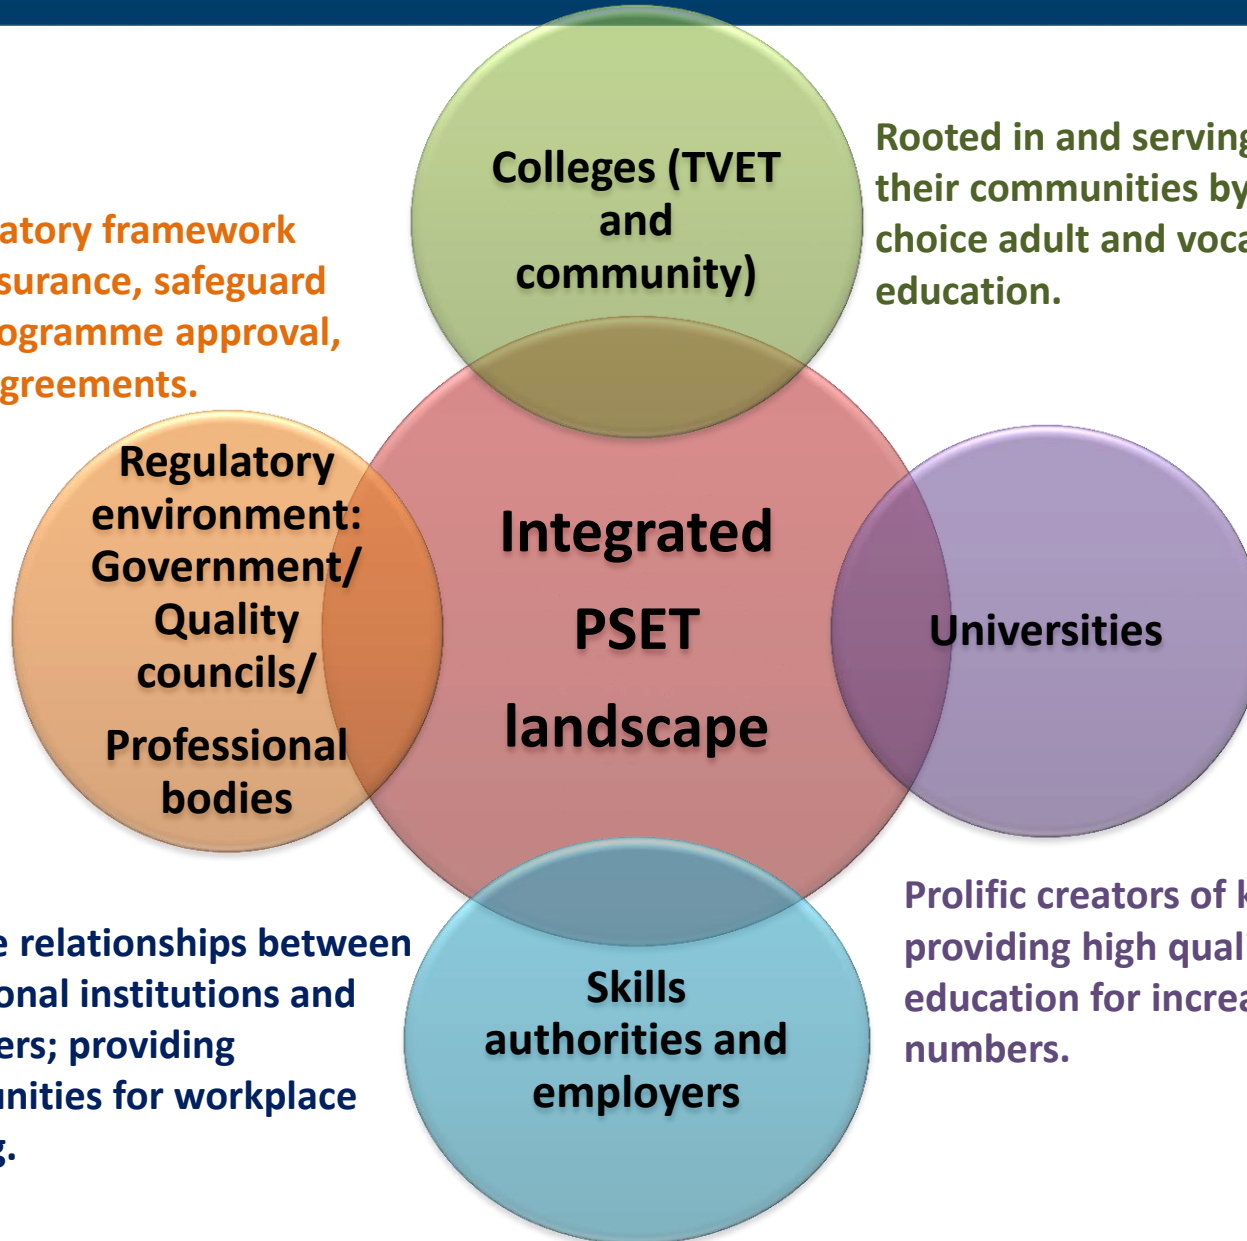 Colleges (TVET
and
community)
Rooted in and serving
their communities by
choice adult and voca
education.
atory framework
surance, safeguard
ogramme approval,
greements.
Regulatory
environment:
Government/
Quality
councils/
Professional
bodies
Integrated
PSET
landscape
Universities
e relationships between
onal institutions and
ers; providing
unities for workplace
g.
Skills
authorities and
employers
Prolific creators of k
providing high quali
education for increa
numbers.